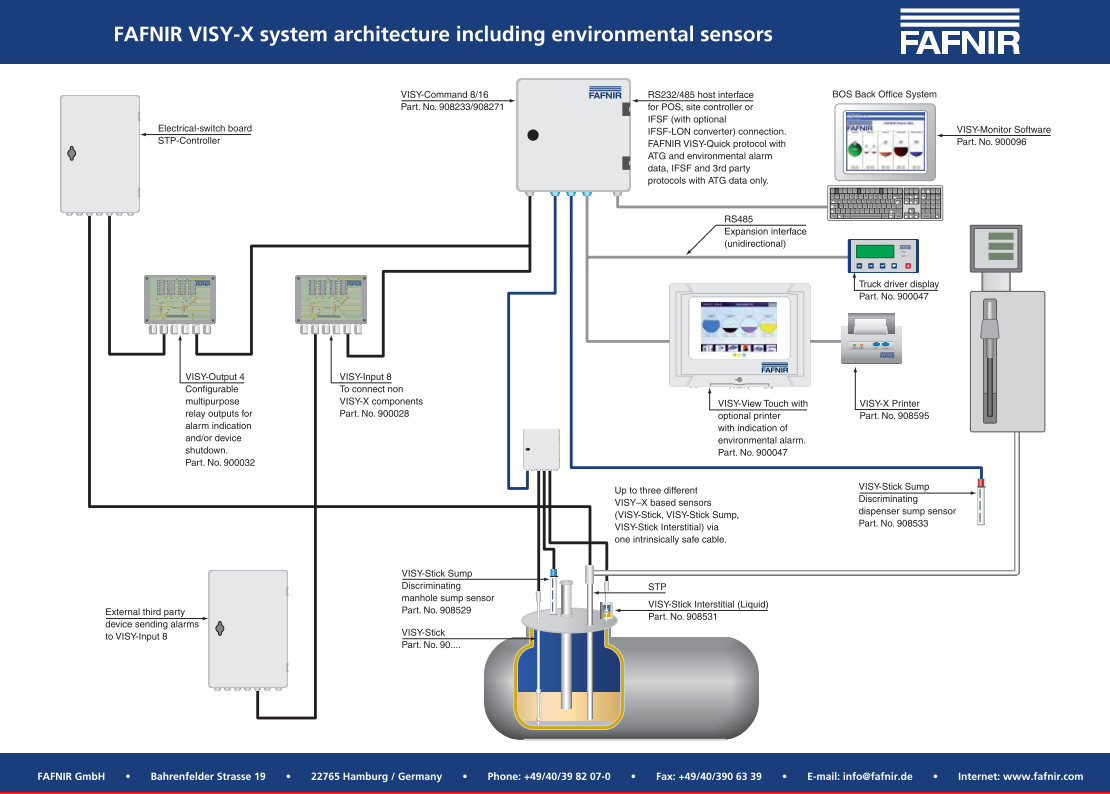 FAFNIR VISY-X system architecture including environmental sensors
FAFNIR
VISY-Command 8/16
Part. No. 908233/908271
FAFNIR
RS232/485 host interface
for POS, site controller or
IFSF (with optional
IFSF-LON converter) connection.
FAFNIR VISY-Quick protocol with
ATG and environmental alarm
data, IFSF and 3rd party
protocols with ATG data only.
BOS Back Office System
FAFNIR
VISY-Monitor Software
Part. No. 900096
Electrical-switch board
STP-Controller
RS485
Expansion interface
(unidirectional)
Truck driver display
Part. No. 900047
FAFNIR
FAFNIR
VISY-Output 4
Configurable
multipurpose
relay outputs for
alarm indication
and/or device
shutdown.
Part. No. 900032
VISY-Input 8
To connect non
VISY-X components
Part. No. 900028
FAFNIR
FAFNIR
VISY-View Touch with
optional printer
with indication of
environmental alarm.
Part. No. 900047
VISY-X Printer
Part. No. 908595
Up to three different
VISY–X based sensors
(VISY-Stick, VISY-Stick Sump,
VISY-Stick Interstitial) via
one intrinsically safe cable.
VISY-Stick Sump
Discriminating
dispenser sump sensor
Part. No. 908533
VISY-Stick Sump
Discriminating
manhole sump sensor
Part. No. 908529
STP
VISY-Stick Interstitial (Liquid)
Part. No. 908531
VISY-Stick
Part. No. 90....
External third party
device sending alarms
to VISY-Input 8
FAFNIR GmbH • Bahrenfelder Strasse 19 • 22765 Hamburg / Germany • Phone: +49/40/39 82 07-0 • Fax: +49/40/390 63 39 • E-mail: info@fafnir.de • Internet: www.fafnir.com